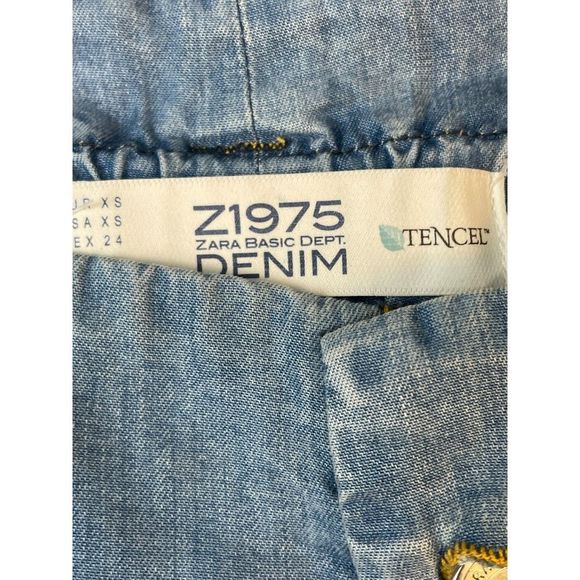 UR XS
SA XS
EX 24
Z1975
ZARA BASIC DEPT.
DENIM
TENCEL™